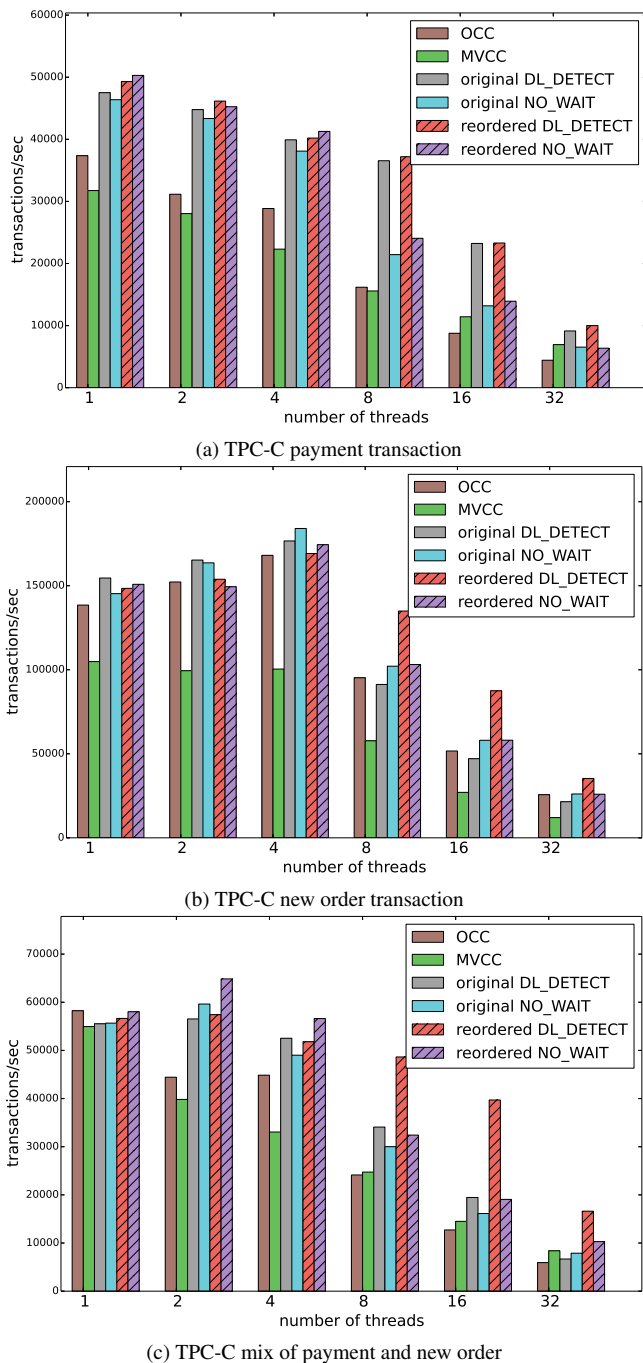 60000
50000
40000
30000
20000
10000
0
transactions/sec
OCC
MVCC
original DL_DETECT
original NO_WAIT
reordered DL_DETECT
reordered NO_WAIT
1 2 4 8 16 32
number of threads
(a) TPC-C payment transaction
200000
150000
100000
50000
0
transactions/sec
OCC
MVCC
original DL_DETECT
original NO_WAIT
reordered DL_DETECT
reordered NO_WAIT
1 2 4 8 16 32
number of threads
(b) TPC-C new order transaction
70000
60000
50000
40000
30000
20000
10000
0
transactions/sec
OCC
MVCC
original DL_DETECT
original NO_WAIT
reordered DL_DETECT
reordered NO_WAIT
1 2 4 8 16 32
number of threads
(c) TPC-C mix of payment and new order